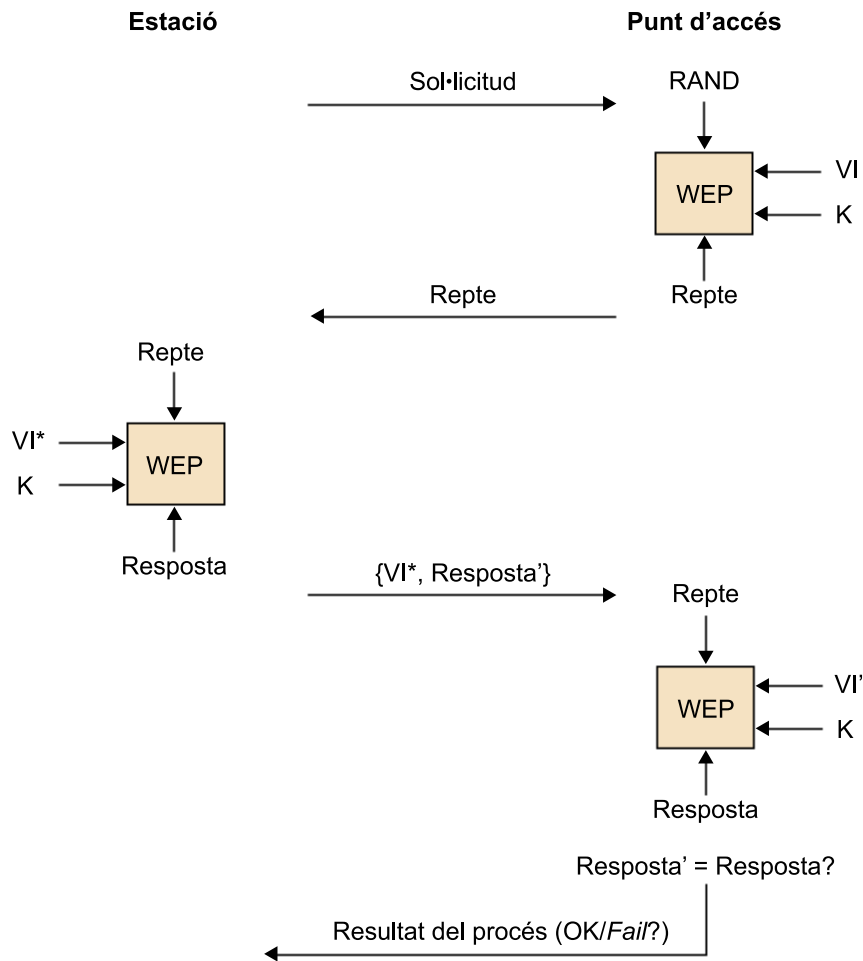 Estació
Punt d’accés
Sol·licitud
RAND
WEP
VI
K
Repte
Repte
Repte
VI*
K
WEP
Resposta
{VI*, Resposta’}
Repte
WEP
VI’
K
Resposta
Resposta’ = Resposta?
Resultat del procés (OK/Fail?)